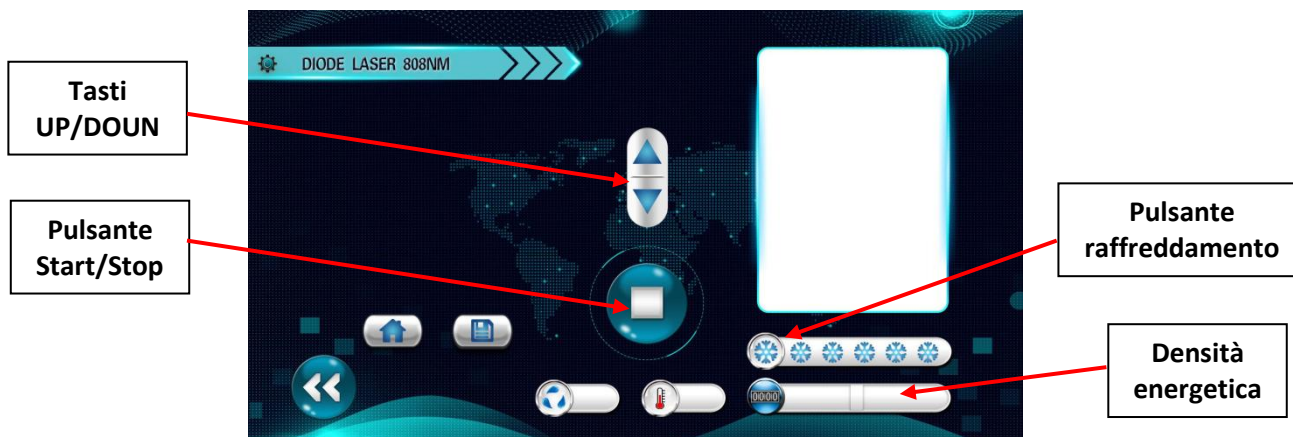 DIODE LASER 808NM
Tasti
UP/DOUN
Pulsante
Start/Stop
Pulsante
raffreddamento
Densità
energetica